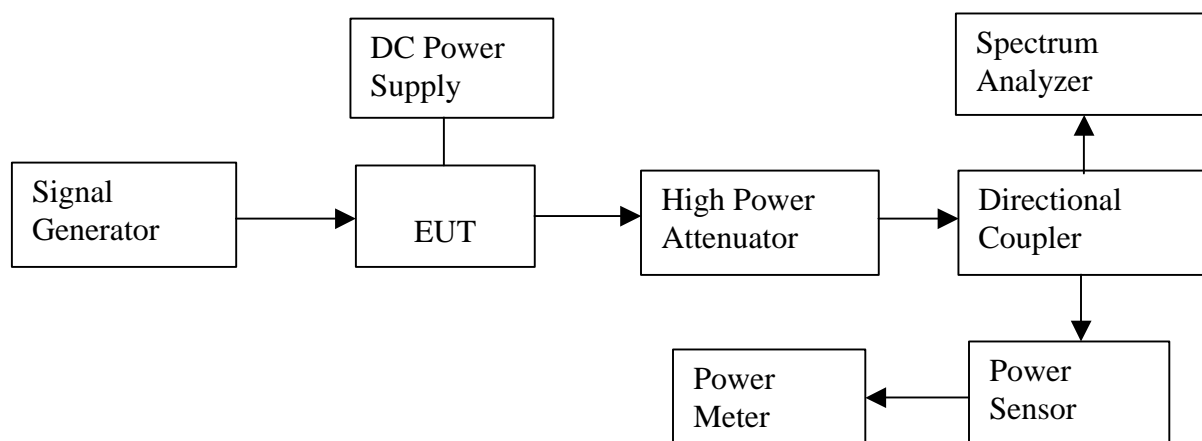 DC Power
Supply
Spectrum
Analyzer
Signal
Generator
EUT
High Power
Attenuator
Directional
Coupler
Power
Meter
Power
Sensor